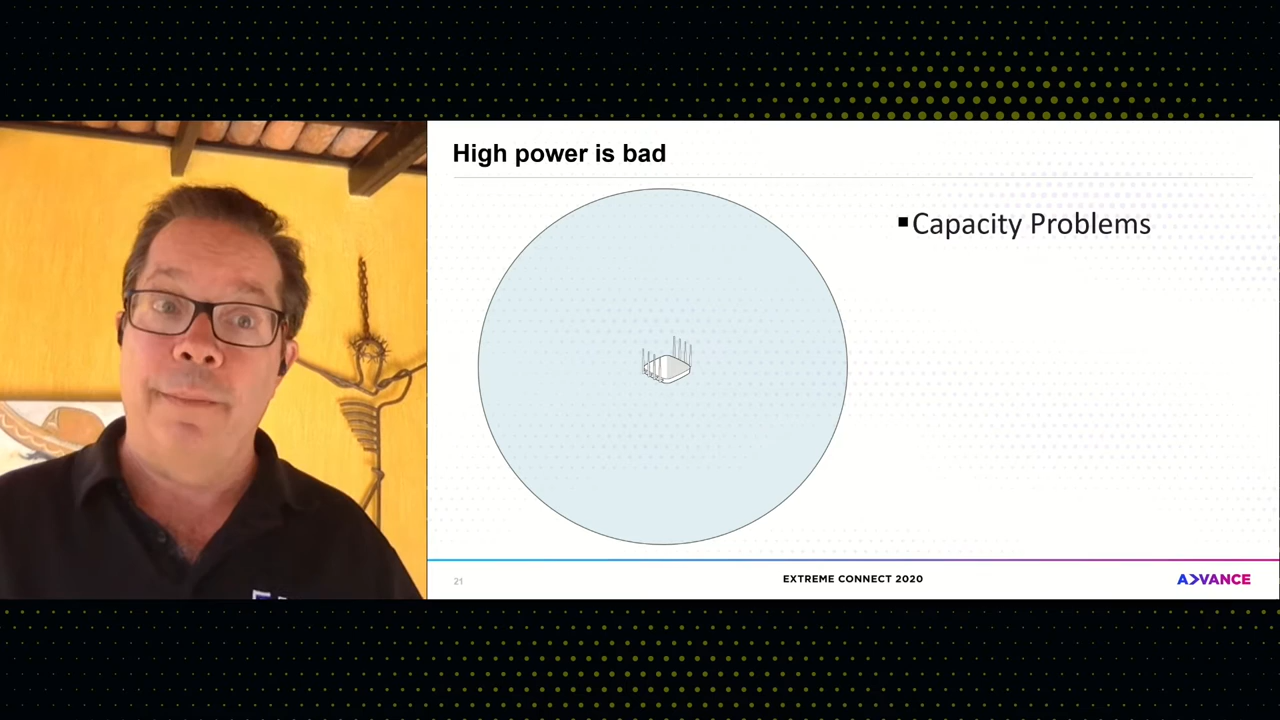 High power is bad
▪Capacity Problems
21
EXTREME CONNECT 2020
ADVANCE